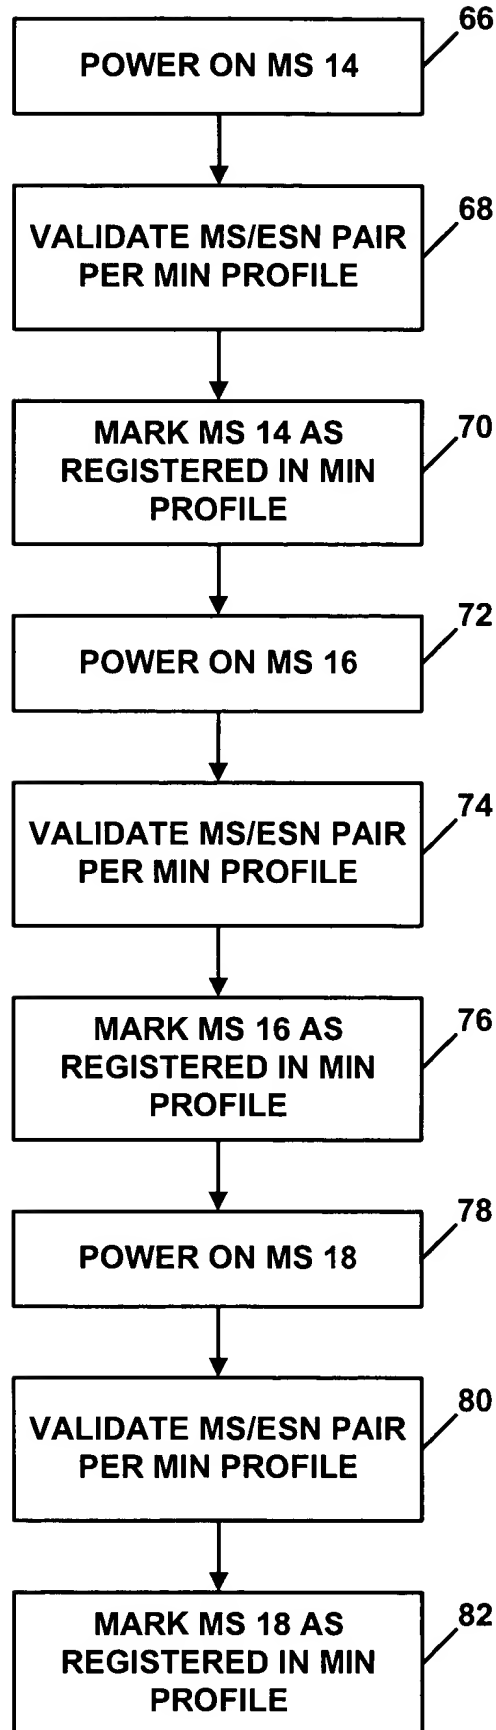 66
POWER ON MS 14
68
VALIDATE MS/ESN PAIR
PER MIN PROFILE
70
MARK MS 14 AS
REGISTERED IN MIN
PROFILE
72
POWER ON MS 16
74
VALIDATE MS/ESN PAIR
PER MIN PROFILE
76
MARK MS 16 AS
REGISTERED IN MIN
PROFILE
78
POWER ON MS 18
80
VALIDATE MS/ESN PAIR
PER MIN PROFILE
82
MARK MS 18 AS
REGISTERED IN MIN
PROFILE